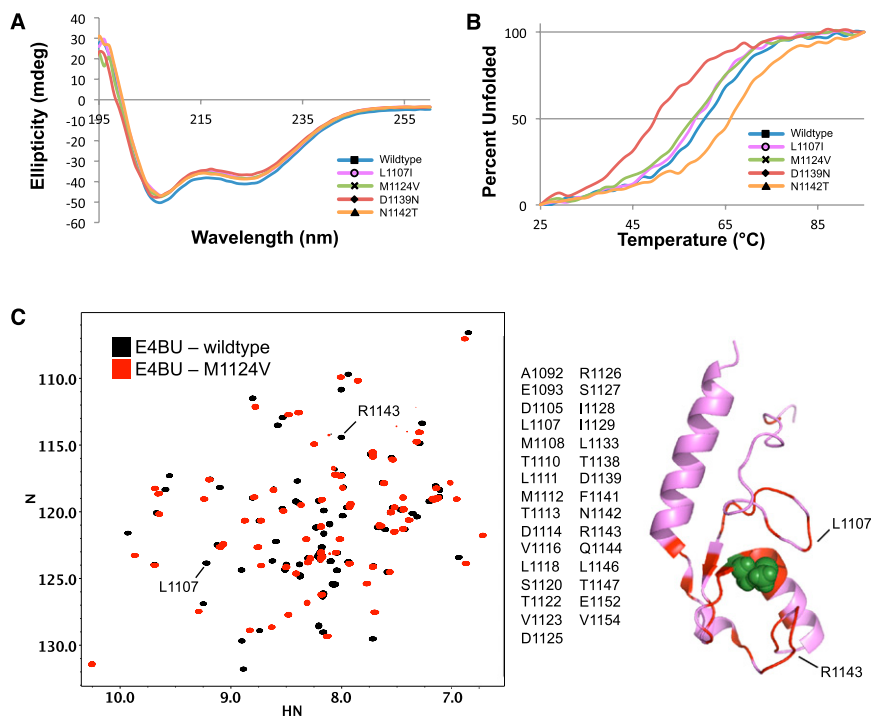 A
40
30
20
10
0
-10
-20
-30
-40
-50
-60
195
215
235
255
Ellipticity (mdeg)
Wavelength (nm)
Wildtype
L1107I
M1124V
D1139N
N1142T
B
100
50
0
25
45
65
85
Percent Unfolded
Temperature (°C)
Wildtype
L1107I
M1124V
D1139N
N1142T
C
E4BU – wildtype
E4BU – M1124V
110.0
115.0
120.0
125.0
130.0
N
10.0
9.0
8.0
7.0
HN
R1143
L1107
A1092 R1126
E1093 S1127
D1105 I1128
L1107 I1129
M1108 L1133
T1110 T1138
L1111 D1139
M1112 F1141
T1113 N1142
D1114 R1143
V1116 Q1144
L1118 L1146
S1120 T1147
T1122 E1152
V1123 V1154
D1125
L1107
R1143